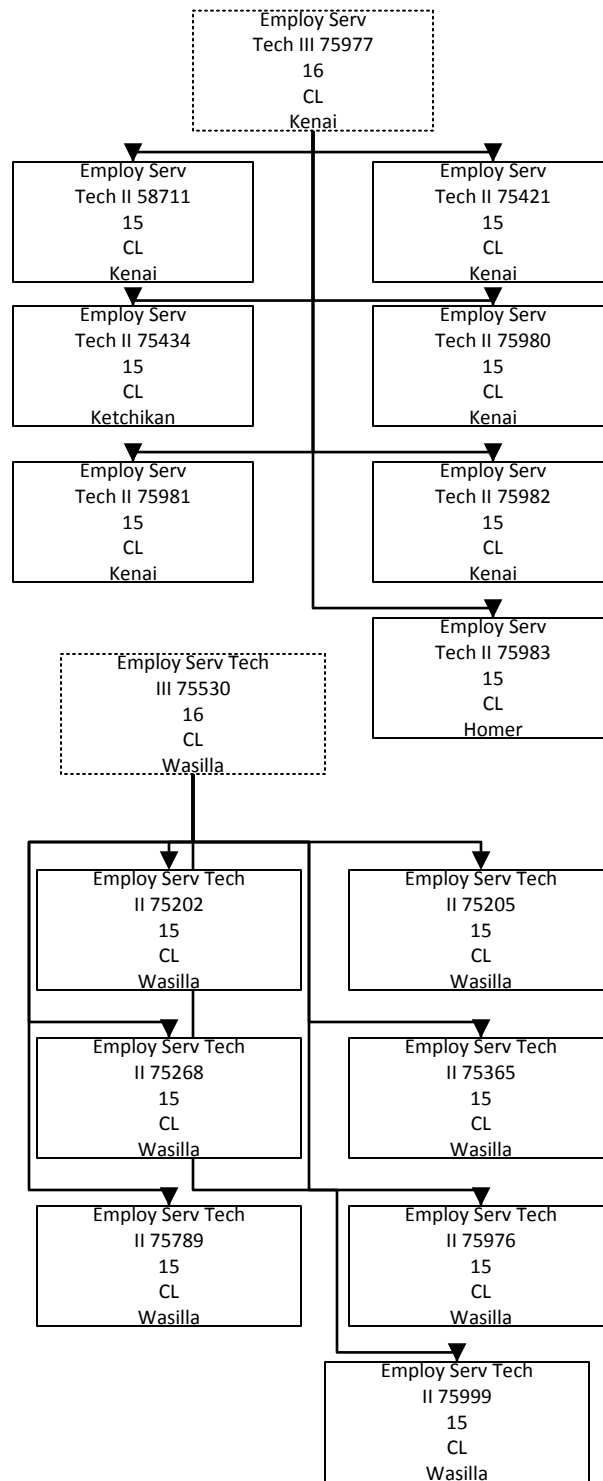 Employ Serv
Tech III 75977
16
CL
Kenai
Employ Serv
Tech II 58711
15
CL
Kenai
Employ Serv
Tech II 75421
15
CL
Kenai
Employ Serv
Tech II 75434
15
CL
Ketchikan
Employ Serv
Tech II 75980
15
CL
Kenai
Employ Serv
Tech II 75981
15
CL
Kenai
Employ Serv
Tech II 75982
15
CL
Kenai
Employ Serv
Tech II 75983
15
CL
Homer
Employ Serv Tech
III 75530
16
CL
Wasilla
Employ Serv Tech
II 75202
15
CL
Wasilla
Employ Serv Tech
II 75205
15
CL
Wasilla
Employ Serv Tech
II 75268
15
CL
Wasilla
Employ Serv Tech
II 75365
15
CL
Wasilla
Employ Serv Tech
II 75789
15
CL
Wasilla
Employ Serv Tech
II 75976
15
CL
Wasilla
Employ Serv Tech
II 75999
15
CL
Wasilla